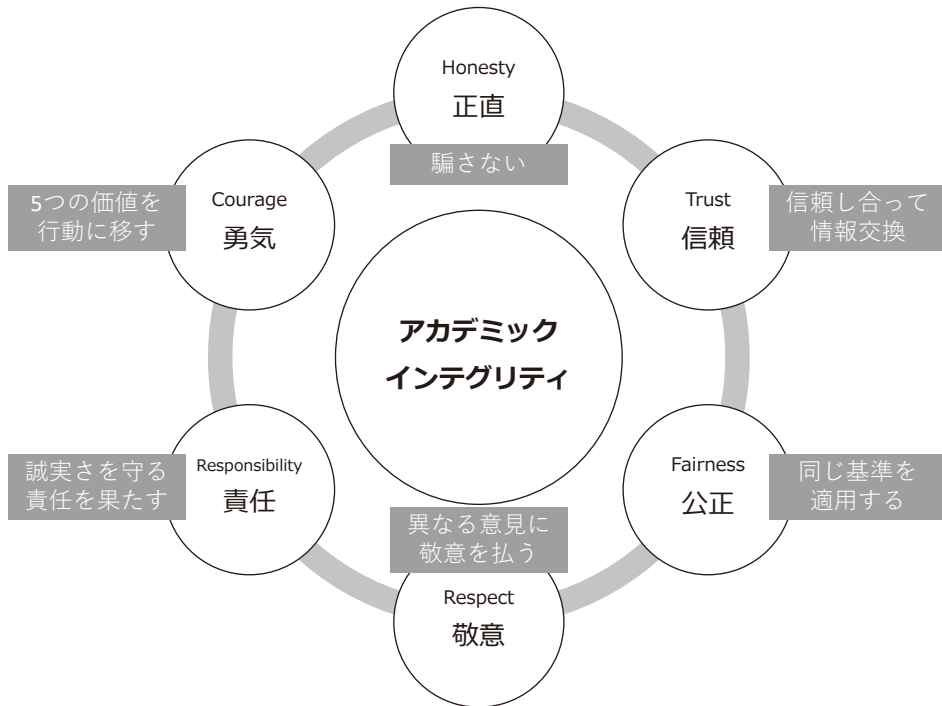 Honesty
正直
騙さない
Trust
信頼
信頼し合って
情報交換
Fairness
公正
同じ基準を
適用する
異なる意見に
敬意を払う
Respect
敬意
Responsibility
責任
誠実さを守る
責任を果たす
Courage
勇気
5つの価値を
行動に移す
アカデミック
インテグリティ